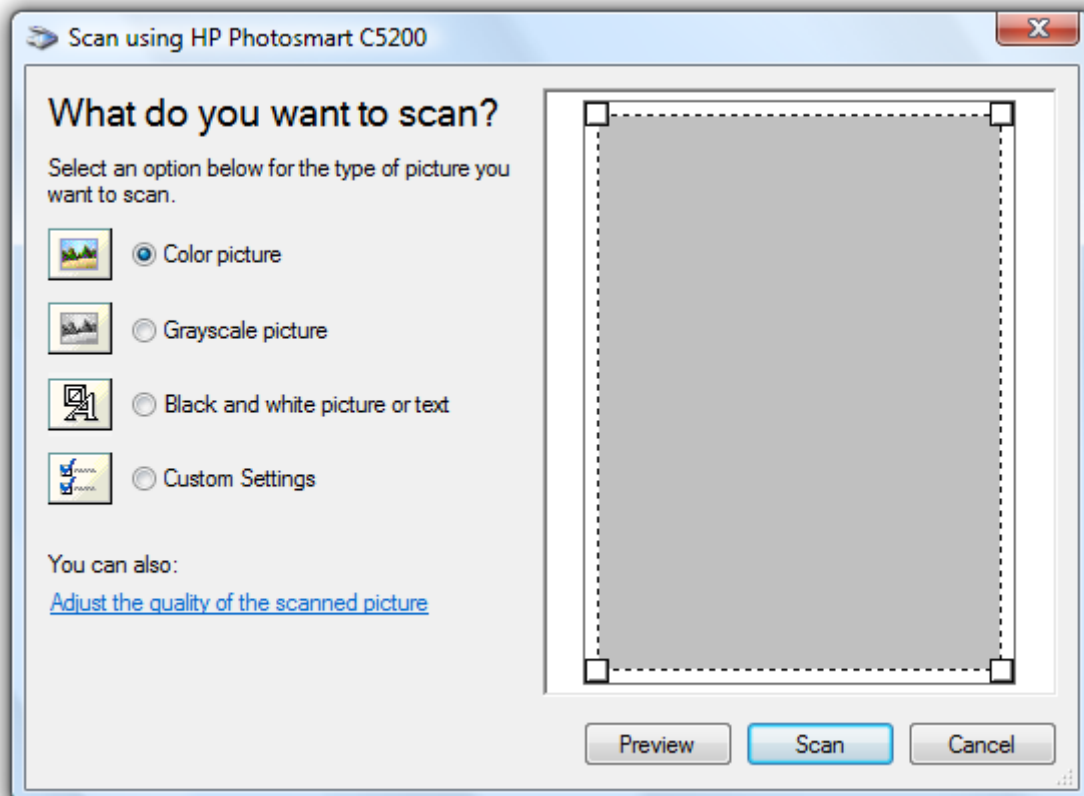 Scan using HP Photosmart C5200
What do you want to scan?
Select an option below for the type of picture you
want to scan.
Color picture
Grayscale picture
Black and white picture or text
Custom Settings
You can also:
Adjust the quality of the scanned picture
Preview
Scan
Cancel